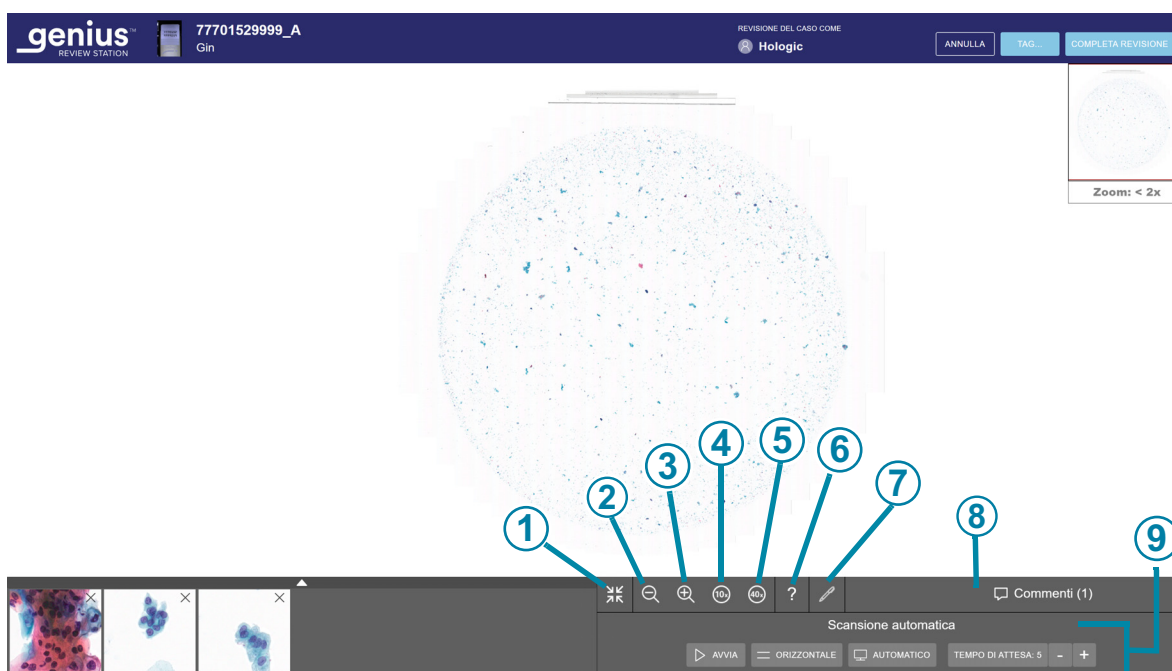 genius™
REVIEW STATION
77701529999_A
Gin
REVISIONE DEL CASO COME
Hologic
ANNULLA
TAG...
COMPLETA REVISIONE
Zoom: < 2x
1
2
3
4
5
6
7
8
9
10x
40x
?
Commenti (1)
Scansione automatica
AVVIA
ORIZZONTALE
AUTOMATICO
TEMPO DI ATTESA: 5
-
+